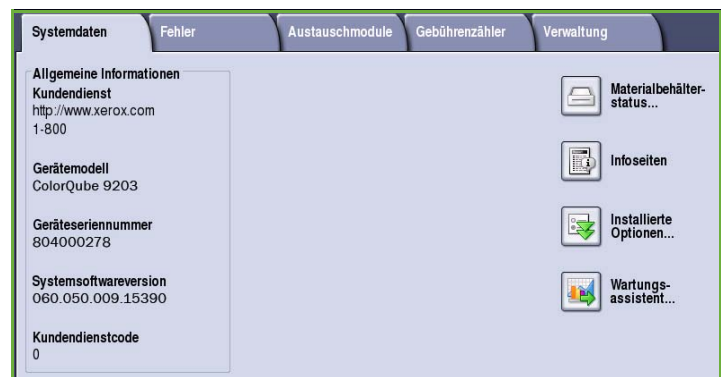 Systemdaten
Fehler
Austauschmodule
Gebührenzähler
Verwaltung
Allgemeine Informationen
Kundendienst
http://www.xerox.com
1-800
Gerätemodell
ColorQube 9203
Geräteseriennummer
804000278
Systemsoftwareversion
060.050.009.15390
Kundendienstcode
0
Materialbehälter-
status...
Infoseiten
Installierte
Optionen...
Wartungs-
assistent...